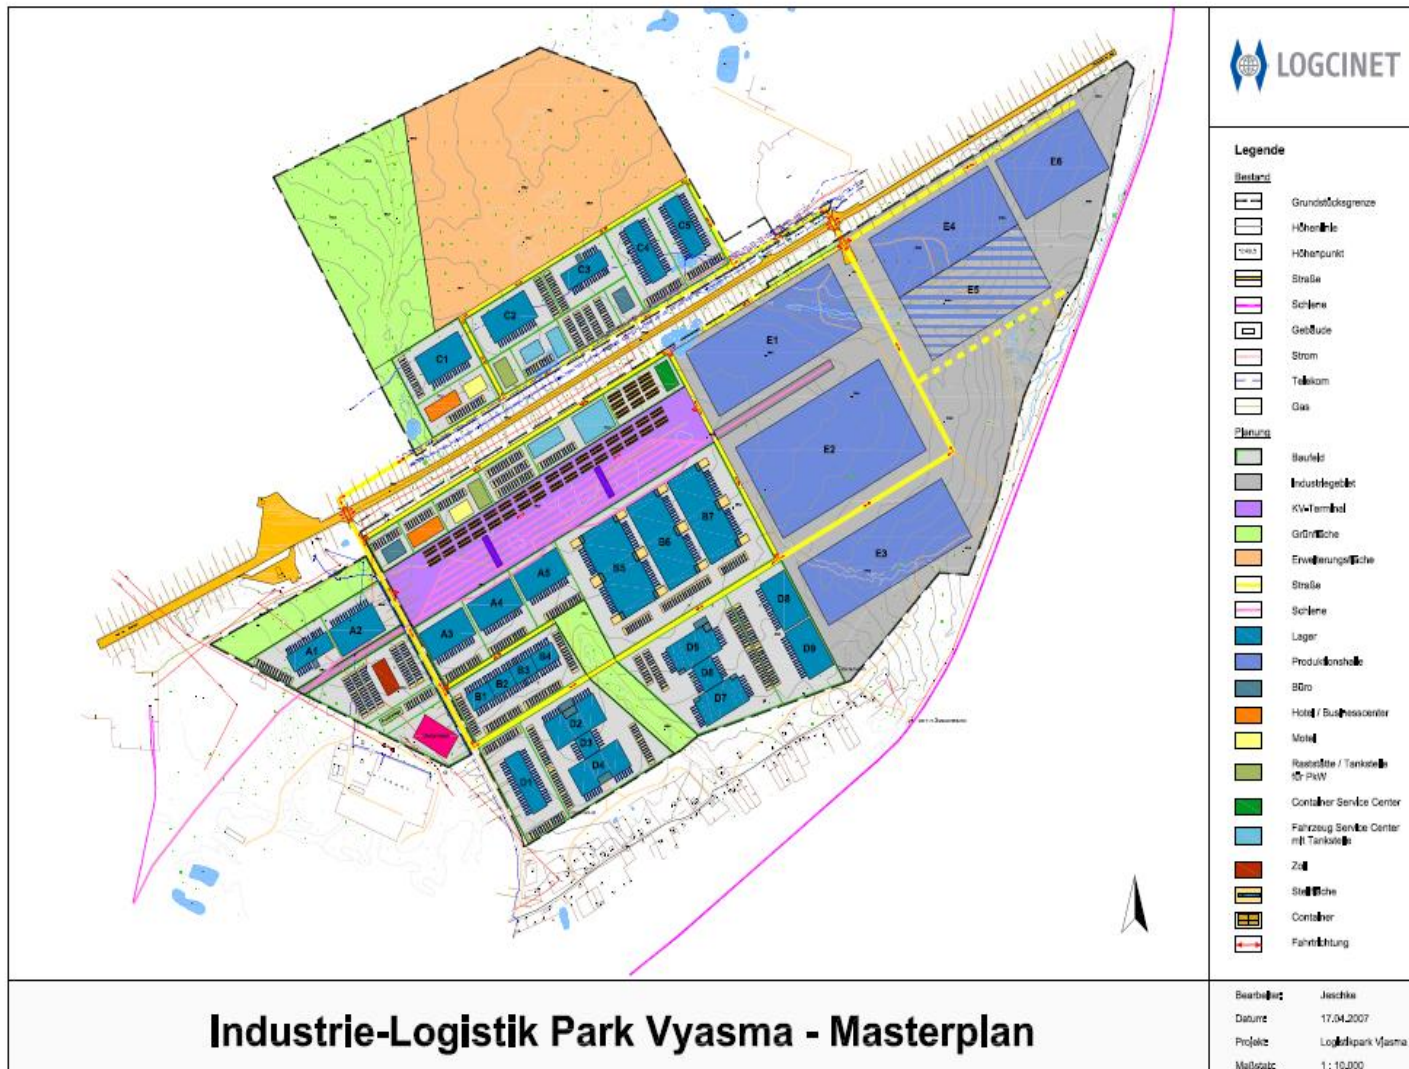 LOGCINET
Legende
Bestand
Grundstücksgrenze
Höhenlinie
Höhenpunkt
Straße
Schiene
Gebäude
Strom
Telekom
Gas
Planung
Baufeld
Industriegebiet
KV-Terminal
Grünfläche
Erweiterungsfläche
Straße
Schiene
Lager
Produktionshalle
Büro
Hotel / Businesscenter
Motel
Raststätte / Tankstelle
für PkW
Container Service Center
Fahrzeug Service Center
mit Tankstelle
Zoll
Stellfläche
Container
Fahrtrichtung
E6
E4
E5
E1
E2
E3
C5
C4
C3
C2
C1
B7
B6
B5
A5
A4
A3
A2
A1
B4
B3
B2
B1
D8
D9
D5
D6
D7
D2
D3
D4
D1
Industrie-Logistik Park Vyasma - Masterplan
Bearbeiter: Jeschke
Datum: 17.04.2007
Projekt: Logistikpark Vjasma
Maßstab: 1 : 10.000